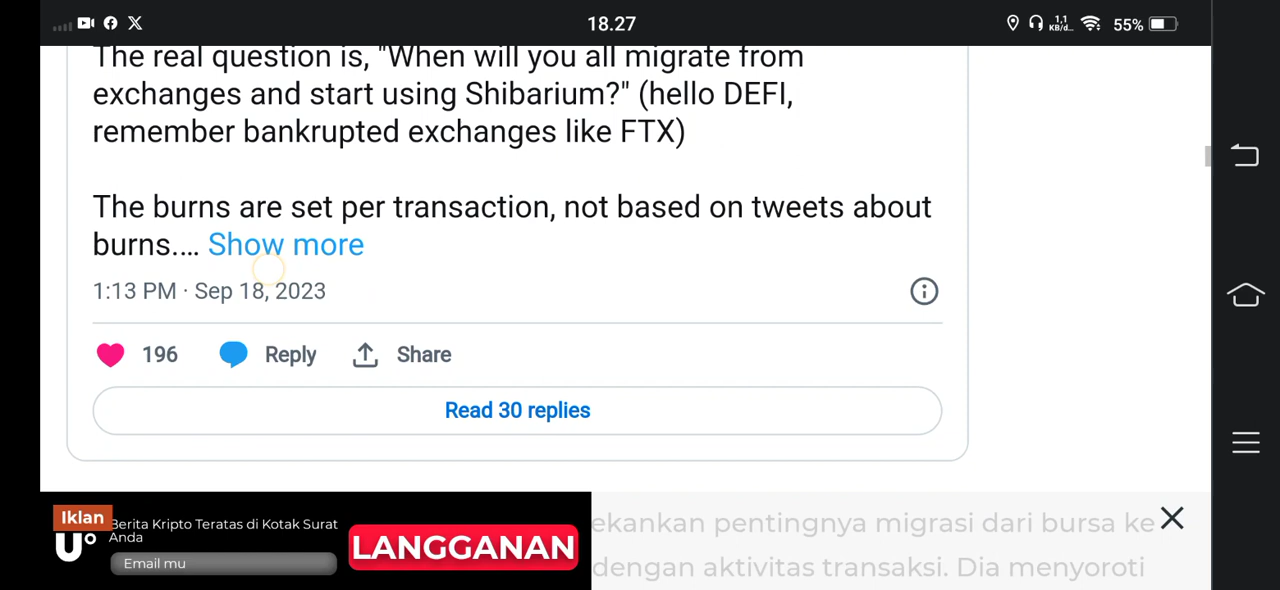 18.27
1,1
KB/d...
55%
The real question is, "When will you all migrate from
exchanges and start using Shibarium?" (hello DEFI,
remember bankrupted exchanges like FTX)
The burns are set per transaction, not based on tweets about
burns.... Show more
1:13 PM · Sep 18, 2023
196 Reply Share
Read 30 replies
Iklan
Berita Kripto Teratas di Kotak Surat
Anda
Email mu
LANGGANAN
ekankan pentingnya migrasi dari bursa ke
dengan aktivitas transaksi. Dia menyoroti